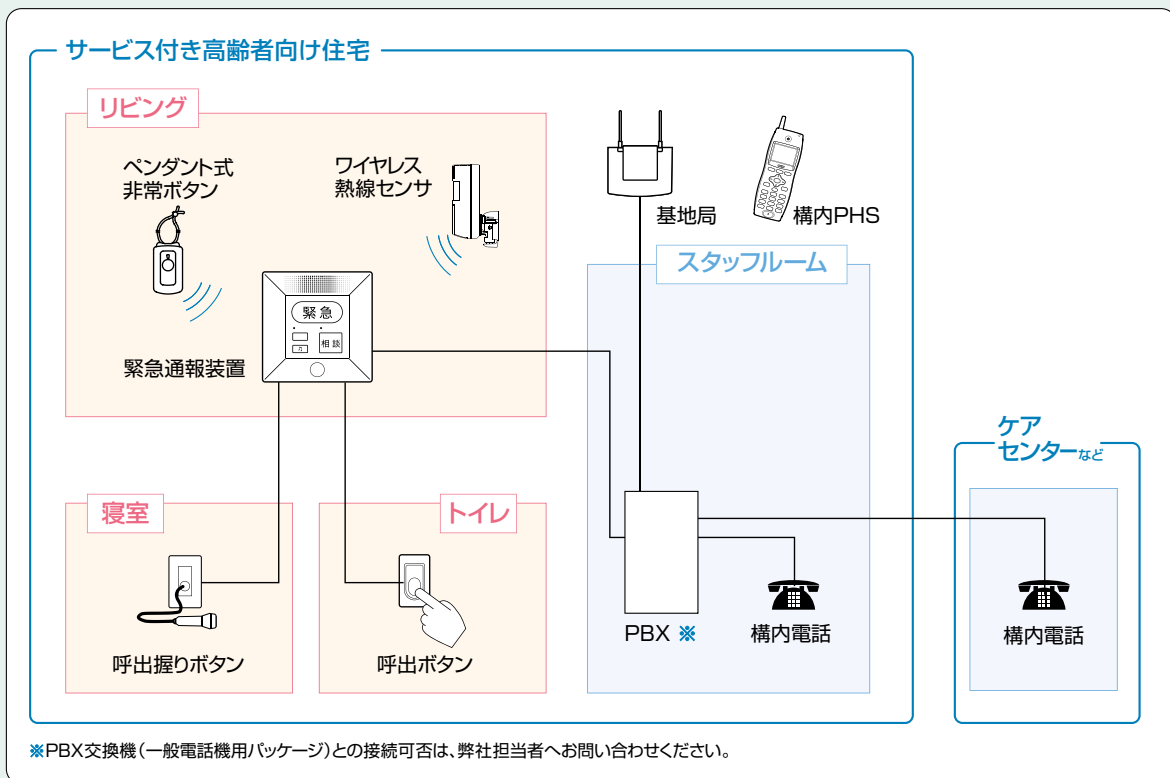 サービス付き高齢者向け住宅
リビング
ペンダント式
非常ボタン
ワイヤレス
熱線センサ
緊急
相談
緊急通報装置
基地局
構内PHS
スタッフルーム
寝室
呼出握りボタン
トイレ
呼出ボタン
PBX ※
構内電話
ケア
センターなど
構内電話
※PBX交換機(一般電話機用パッケージ)との接続可否は、弊社担当者へお問い合わせください。